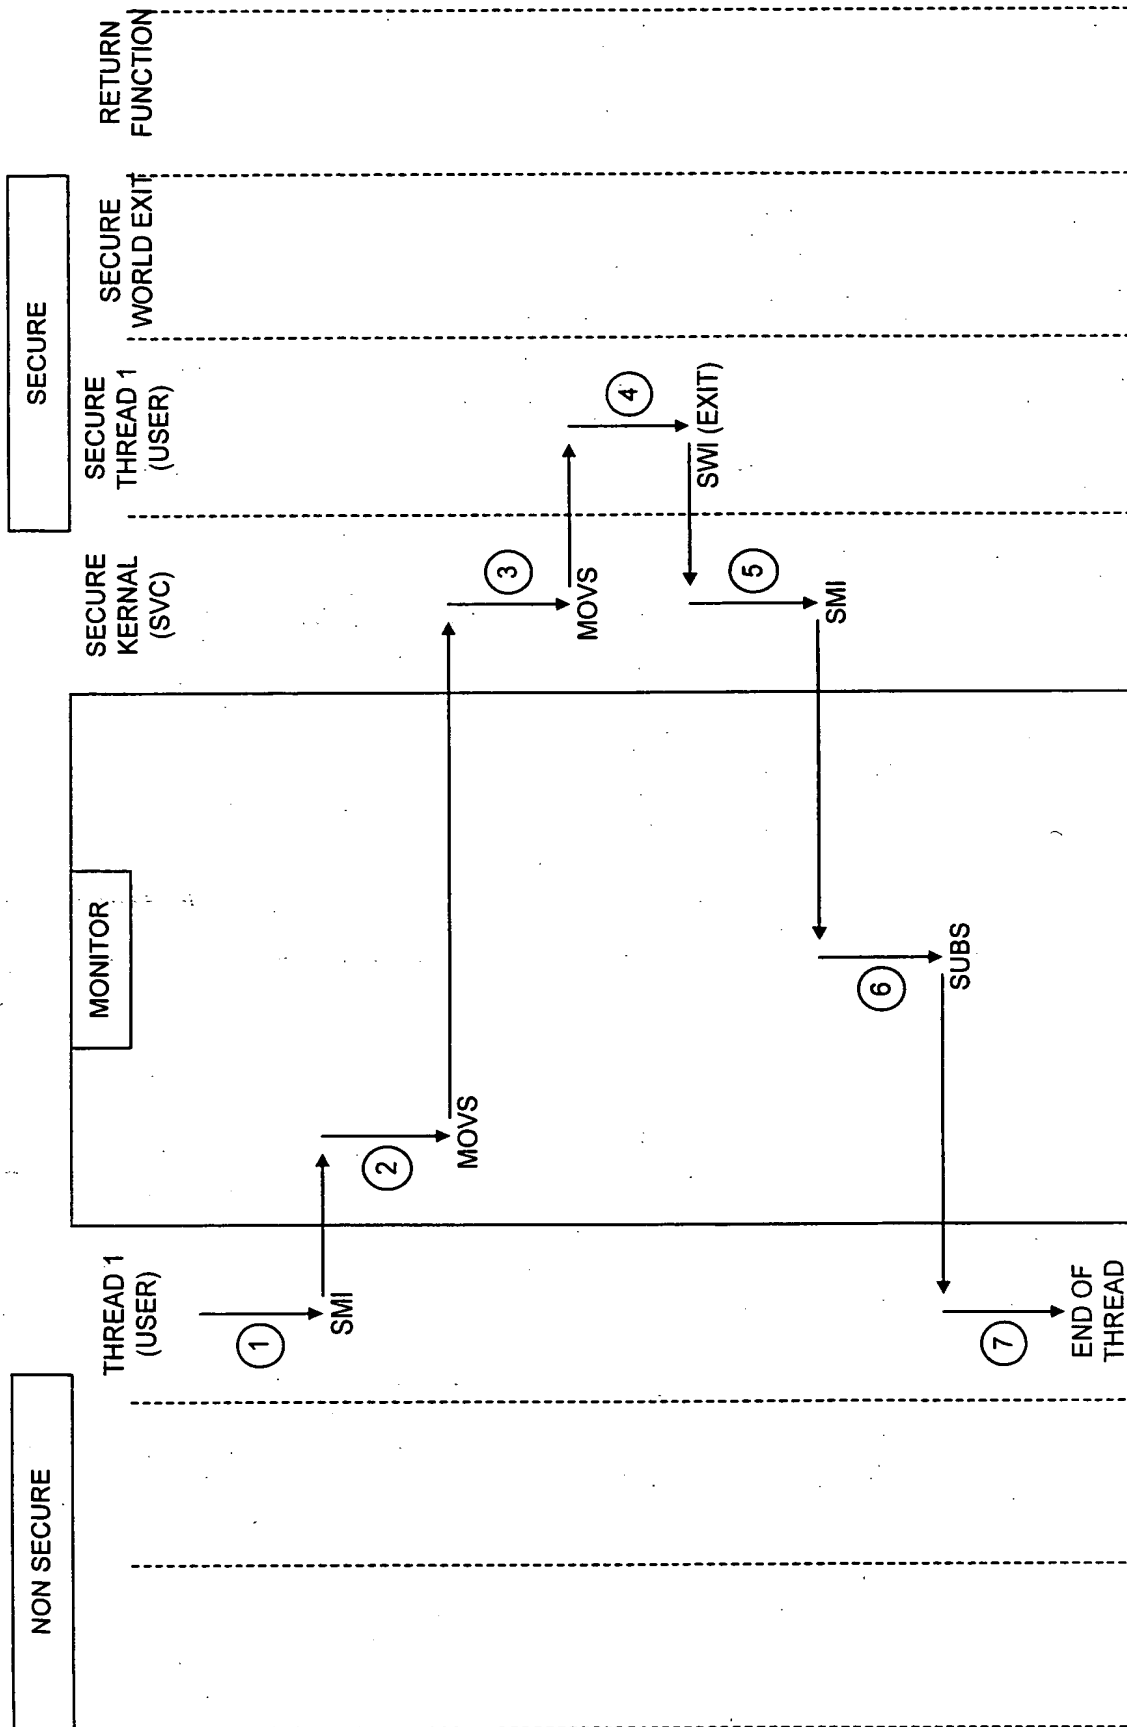 NON SECURE
SECURE
MONITOR
THREAD 1
(USER)
SECURE
KERNAL
(SVC)
SECURE
THREAD 1
(USER)
SECURE
WORLD EXIT
RETURN
FUNCTION
1
SMI
2
MOVS
3
MOVS
4
SWI (EXIT)
5
SMI
6
SUBS
7
END OF
THREAD